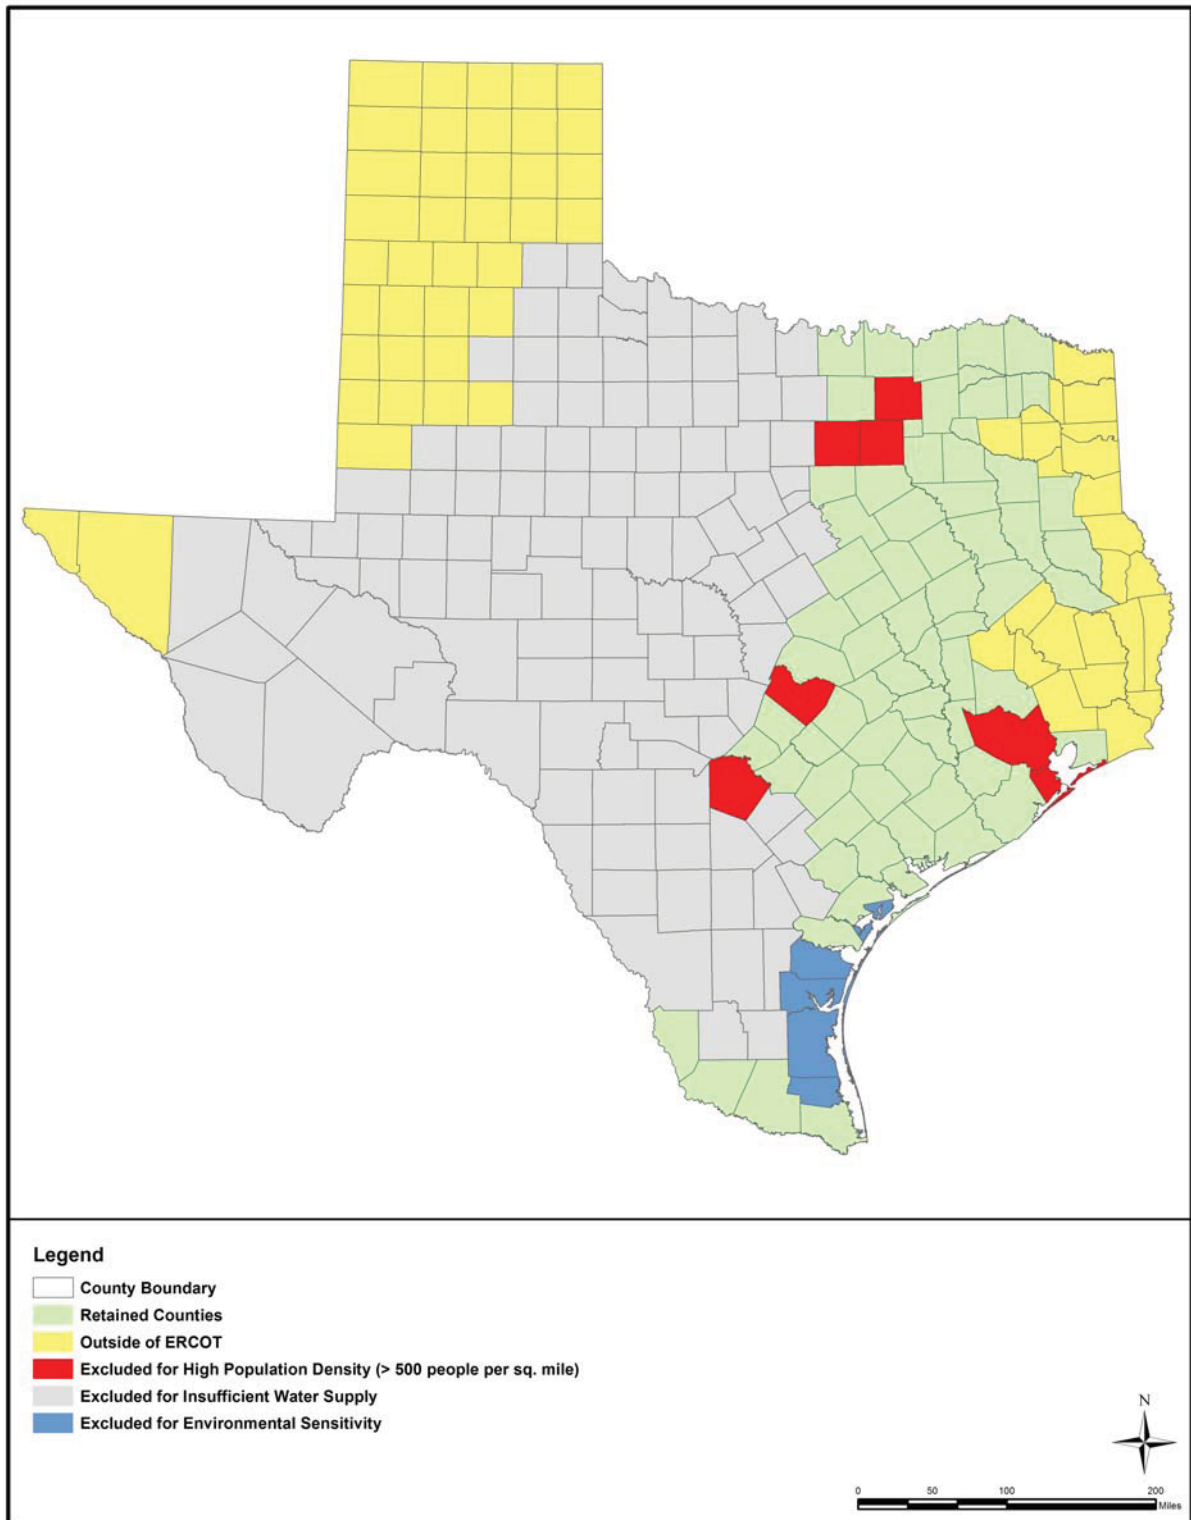 Legend
County Boundary
Retained Counties
Outside of ERCOT
Excluded for High Population Density (> 500 people per sq. mile)
Excluded for Insufficient Water Supply
Excluded for Environmental Sensitivity
N
0 50 100 200
Miles